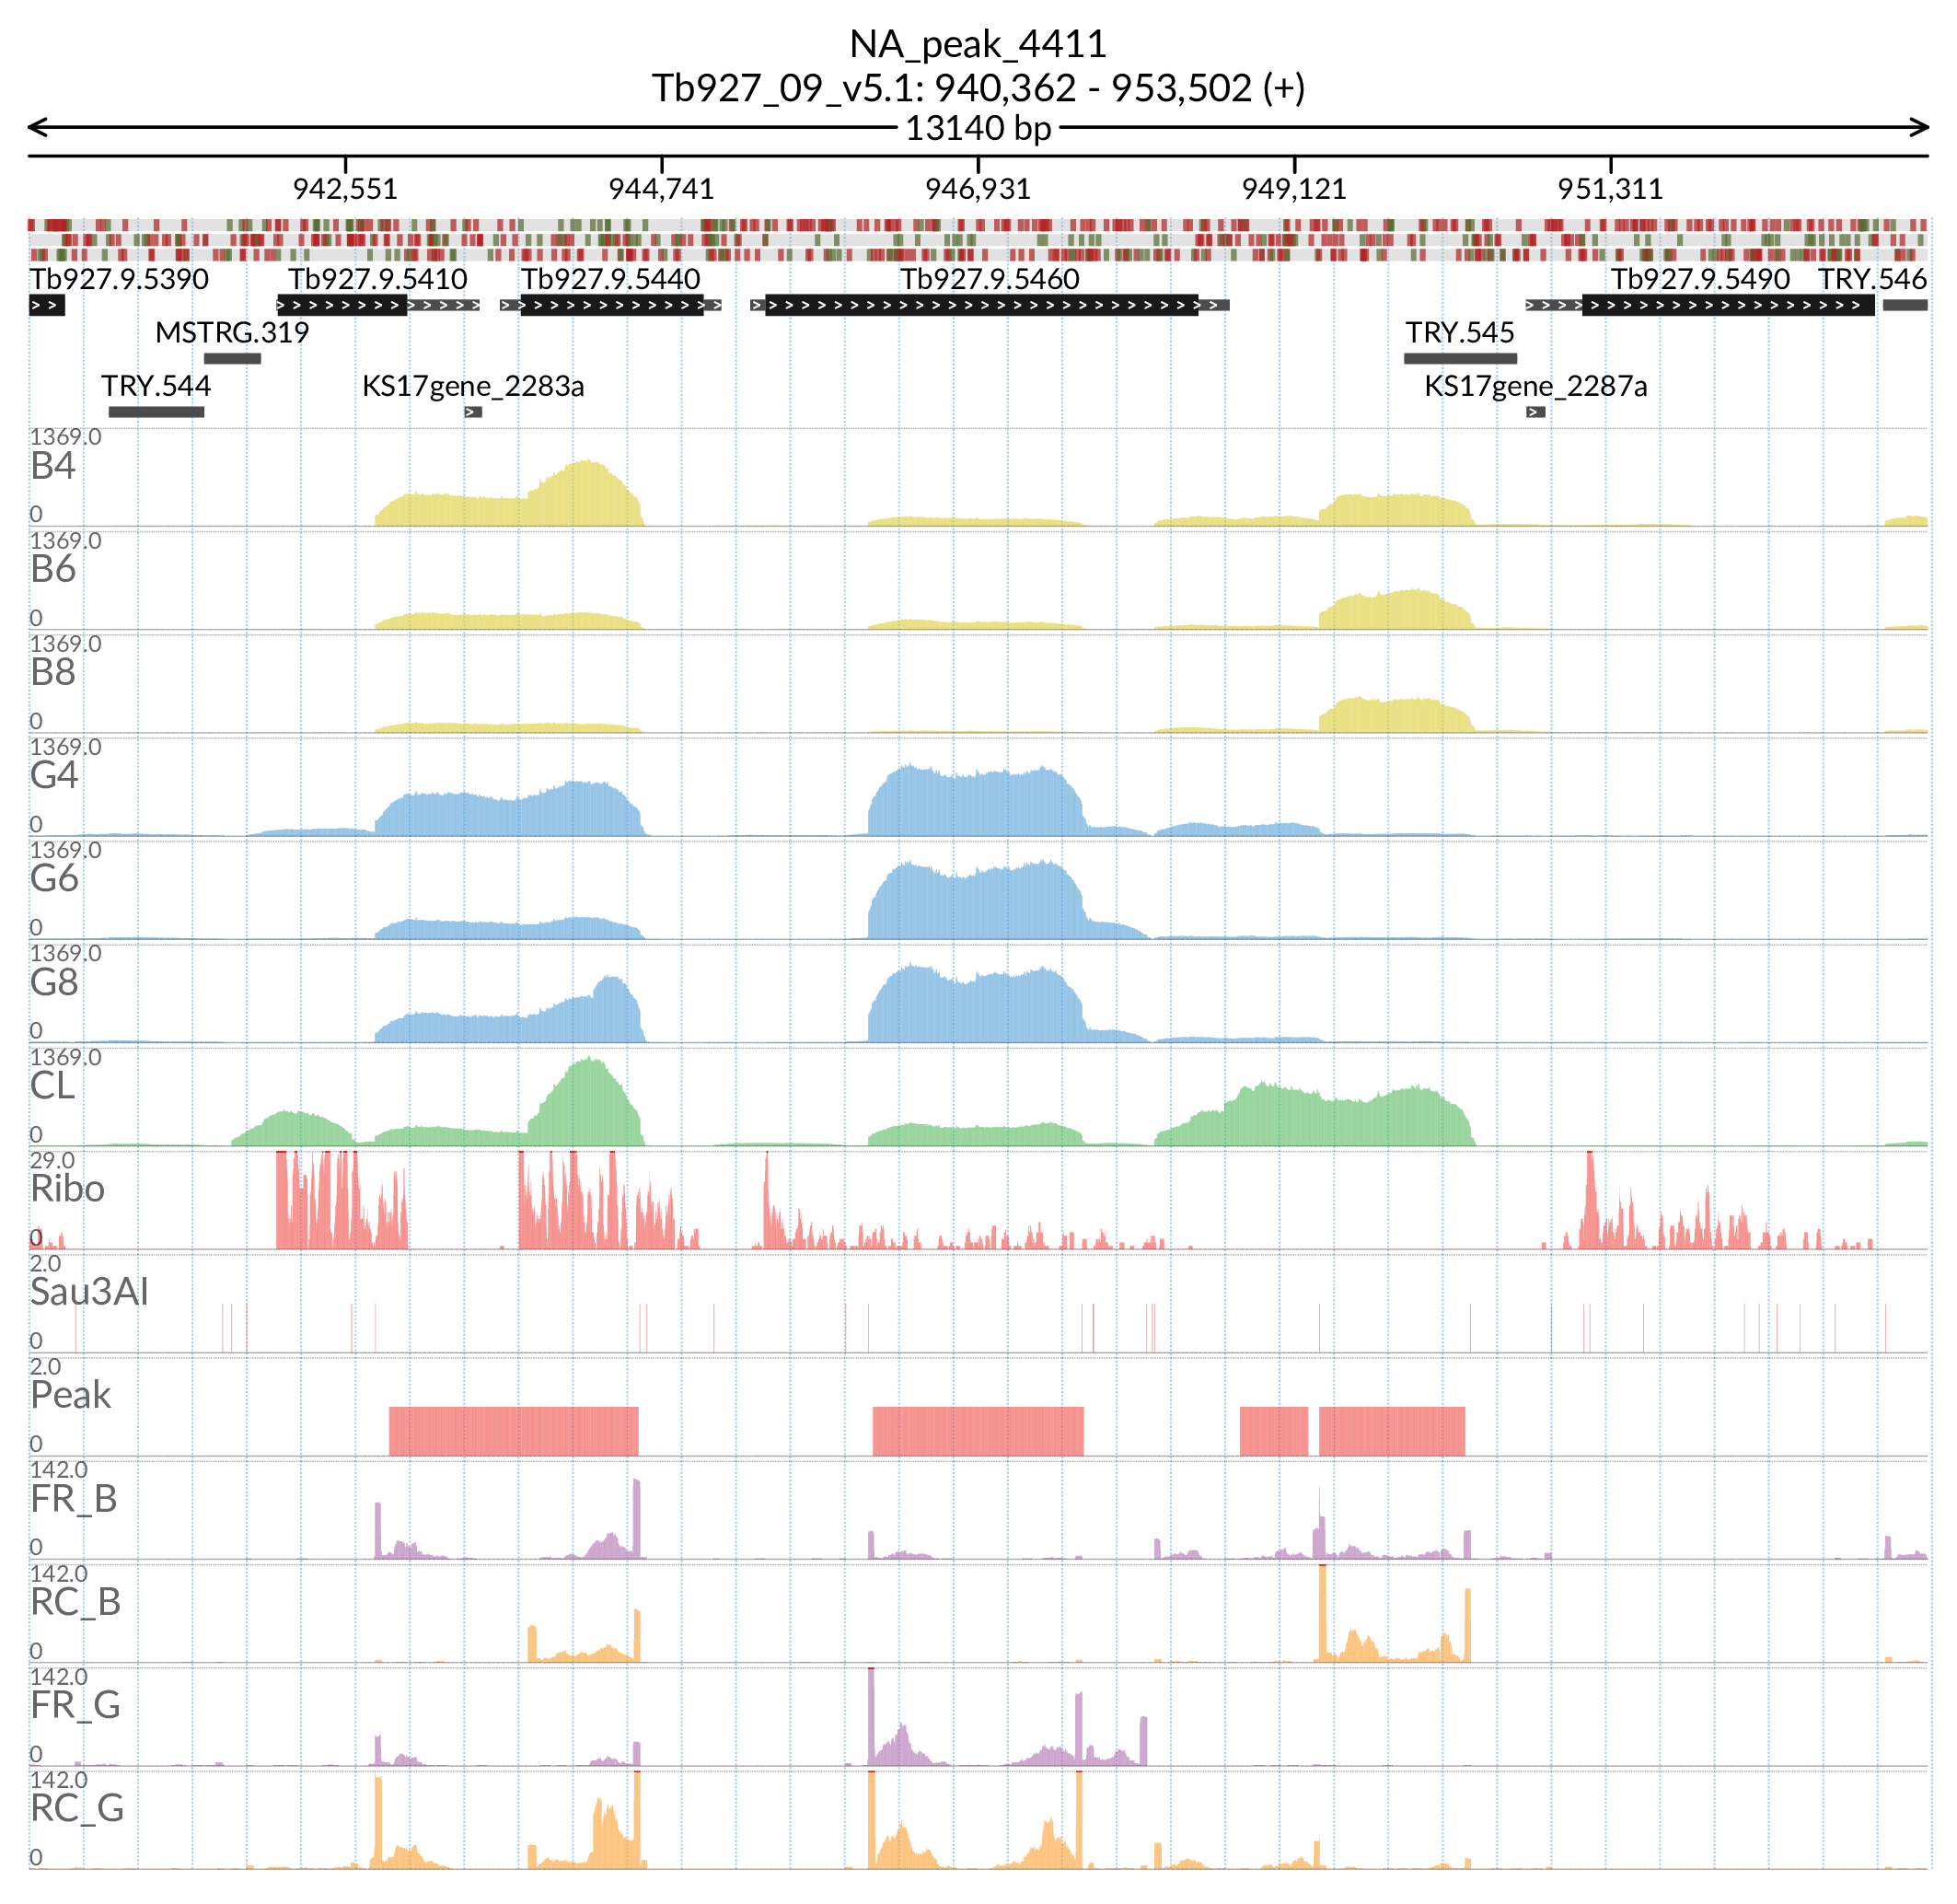 NA_peak_4411
Tb927_09_v5.1: 940,362 - 953,502 (+)
13140 bp
942,551 944,741 946,931 949,121 951,311
Tb927.9.5390 Tb927.9.5410 Tb927.9.5440 Tb927.9.5460 Tb927.9.5490 TRY.546
MSTRG.319 TRY.545
TRY.544 KS17gene_2283a KS17gene_2287a
1369.0
B4
0
1369.0
B6
0
1369.0
B8
0
1369.0
G4
0
1369.0
G6
0
1369.0
G8
0
1369.0
CL
0
29.0
Ribo
0
2.0
Sau3AI
0
2.0
Peak
0
142.0
FR_B
0
142.0
RC_B
0
142.0
FR_G
0
142.0
RC_G
0